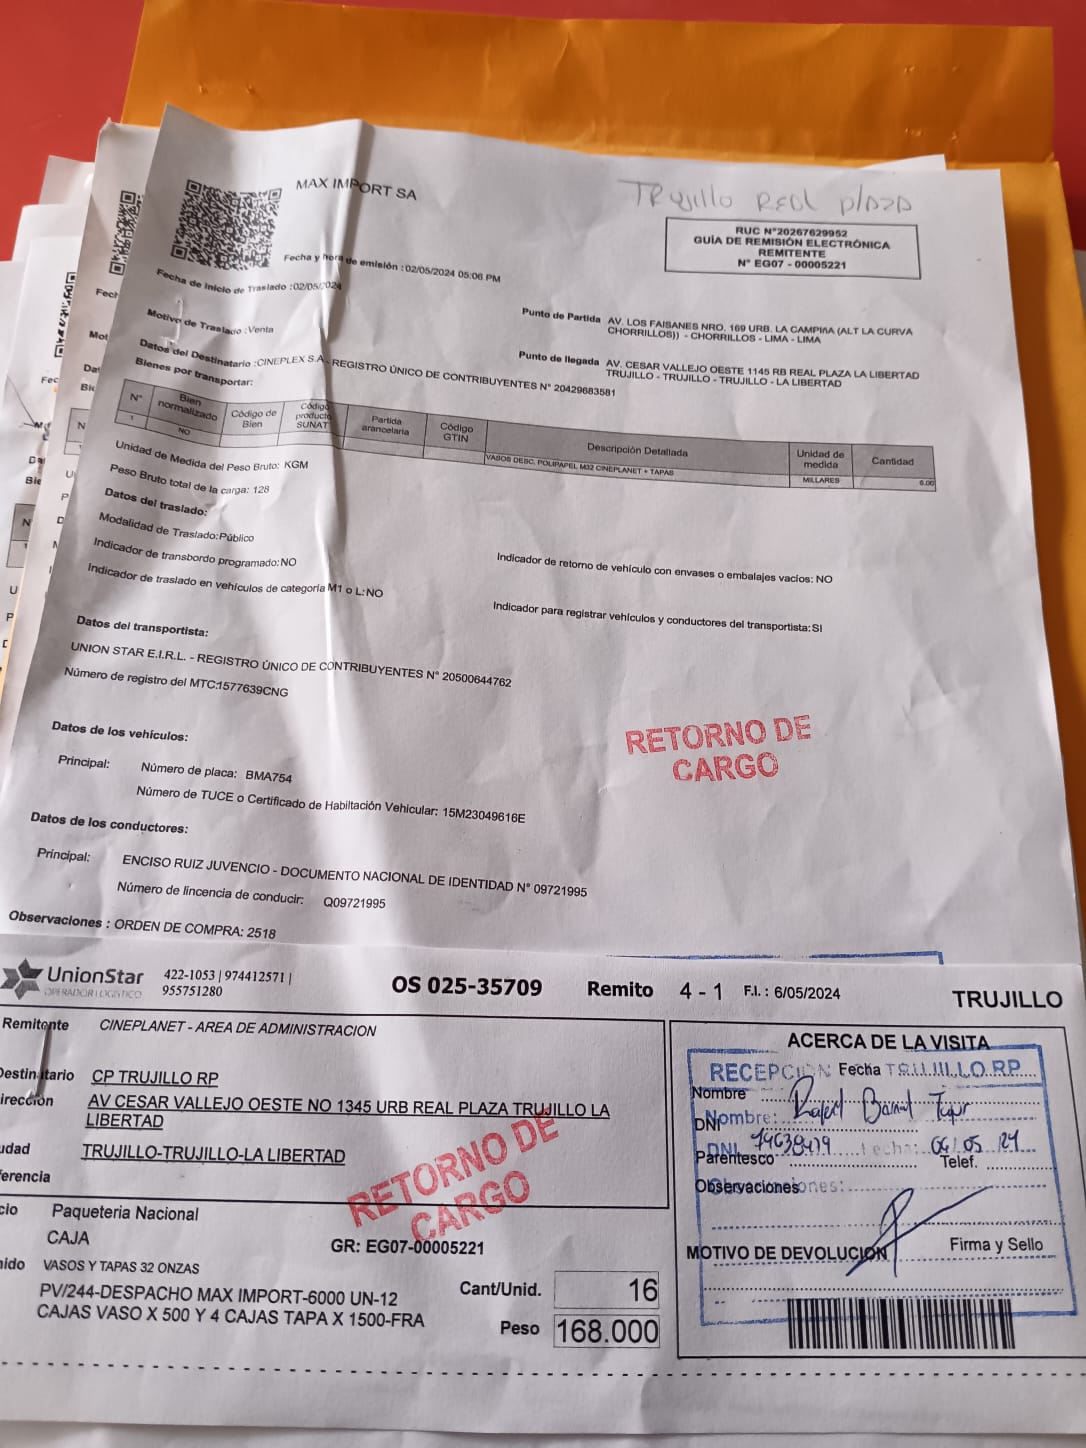 MAX IMPORT SA
TRujillo REAL plAzA
RUC N°20267629952
GUÍA DE REMISIÓN ELECTRÓNICA
REMITENTE
N° EG07 - 00005221
Fecha y hora de emisión :02/05/2024 05:06 PM
Fecha de inicio de Traslado :02/05/2024
Motivo de Traslado :Venta
Punto de Partida AV. LOS FAISANES NRO. 169 URB. LA CAMPINA (ALT LA CURVA
CHORRILLOS)) - CHORRILLOS - LIMA - LIMA
Punto de llegada AV. CESAR VALLEJO OESTE 1145 RB REAL PLAZA LA LIBERTAD
TRUJILLO - TRUJILLO - TRUJILLO - LA LIBERTAD
Datos del Destinatario :CINEPLEX S.A - REGISTRO ÚNICO DE CONTRIBUYENTES N° 20429683581
Bienes por transportar:
N° Bien normalizado Código de Bien Código producto SUNAT Partida arancelaria Código GTIN Descripción Detallada Unidad de medida Cantidad
1 NO VASOS DESC. POLIPAPEL M32 CINEPLANET + TAPAS MILLARES 6.00
Unidad de Medida del Peso Bruto: KGM
Peso Bruto total de la carga: 128
Datos del traslado:
Modalidad de Traslado:Público
Indicador de transbordo programado:NO
Indicador de retorno de vehículo con envases o embalajes vacíos: NO
Indicador de traslado en vehículos de categoría M1 o L:NO
Indicador para registrar vehículos y conductores del transportista:SI
Datos del transportista:
UNION STAR E.I.R.L. - REGISTRO ÚNICO DE CONTRIBUYENTES N° 20500644762
Número de registro del MTC:1577639CNG
RETORNO DE
CARGO
Datos de los vehículos:
Principal: Número de placa: BMA754
Número de TUCE o Certificado de Habiltación Vehicular: 15M23049616E
Datos de los conductores:
Principal: ENCISO RUIZ JUVENCIO - DOCUMENTO NACIONAL DE IDENTIDAD N° 09721995
Número de lincencia de conducir: Q09721995
Observaciones : ORDEN DE COMPRA: 2518
UnionStar
OPERADOR LOGISTICO
422-1053 | 974412571 |
955751280
OS 025-35709 Remito 4 - 1 F.I. : 6/05/2024 TRUJILLO
Remitente CINEPLANET - AREA DE ADMINISTRACION
Destinatario CP TRUJILLO RP
irección AV CESAR VALLEJO OESTE NO 1345 URB REAL PLAZA TRUJILLO LA
LIBERTAD
udad TRUJILLO-TRUJILLO-LA LIBERTAD
erencia
RETORNO DE
CARGO
cio Paqueteria Nacional
CAJA
GR: EG07-00005221
nido VASOS Y TAPAS 32 ONZAS
PV/244-DESPACHO MAX IMPORT-6000 UN-12
CAJAS VASO X 500 Y 4 CAJAS TAPA X 1500-FRA
Cant/Unid. 16
Peso 168.000
ACERCA DE LA VISITA
RECEPCION Fecha TRUJILLO RP
Nombre
Nombre:
DNI
DNI 74638479 Fecha: 06/05/24
Parentesco Telef.
Observaciones
MOTIVO DE DEVOLUCION Firma y Sello